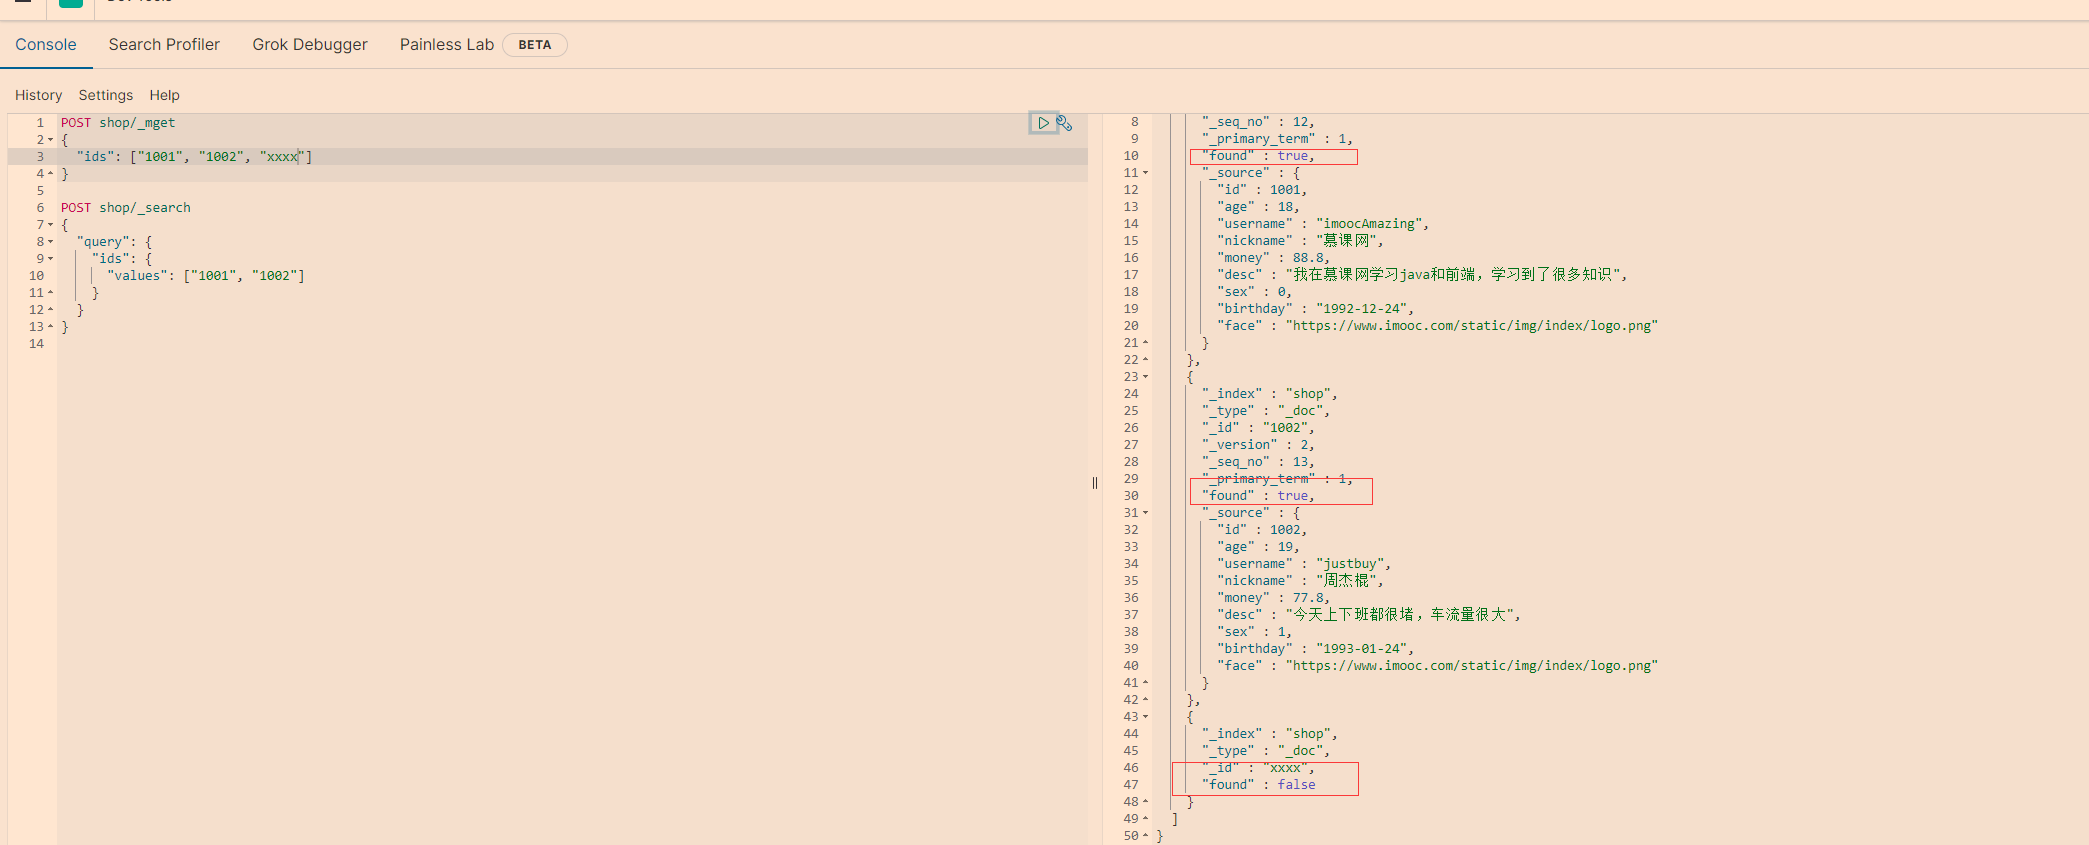 Console Search Profiler Grok Debugger Painless Lab BETA
History Settings Help
1 POST shop/_mget
2 {
3 "ids": ["1001", "1002", "xxxx"]
4 }
5
6 POST shop/_search
7 {
8 "query": {
9 "ids": {
10 "values": ["1001", "1002"]
11 }
12 }
13 }
14
8 "_seq_no" : 12,
9 "_primary_term" : 1,
10 "found" : true,
11 "_source" : {
12 "id" : 1001,
13 "age" : 18,
14 "username" : "imoocAmazing",
15 "nickname" : "慕课网",
16 "money" : 88.8,
17 "desc" : "我在慕课网学习java和前端，学习到了很多知识",
18 "sex" : 0,
19 "birthday" : "1992-12-24",
20 "face" : "https://www.imooc.com/static/img/index/logo.png"
21 }
22 },
23 {
24 "_index" : "shop",
25 "_type" : "_doc",
26 "_id" : "1002",
27 "_version" : 2,
28 "_seq_no" : 13,
29 "_primary_term" : 1,
30 "found" : true,
31 "_source" : {
32 "id" : 1002,
33 "age" : 19,
34 "username" : "justbuy",
35 "nickname" : "周杰棍",
36 "money" : 77.8,
37 "desc" : "今天上下班都很堵，车流量很大",
38 "sex" : 1,
39 "birthday" : "1993-01-24",
40 "face" : "https://www.imooc.com/static/img/index/logo.png"
41 }
42 },
43 {
44 "_index" : "shop",
45 "_type" : "_doc",
46 "_id" : "xxxx",
47 "found" : false
48 }
49 ]
50 }